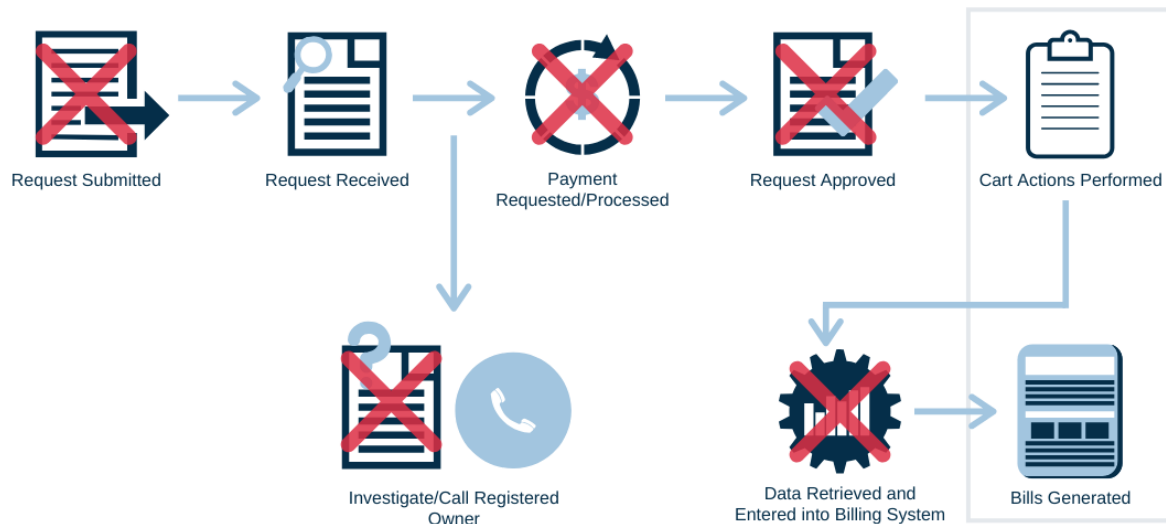 Request Submitted
Request Received
Payment
Requested/Processed
Request Approved
Cart Actions Performed
Investigate/Call Registered
Owner
Data Retrieved and
Entered into Billing System
Bills Generated